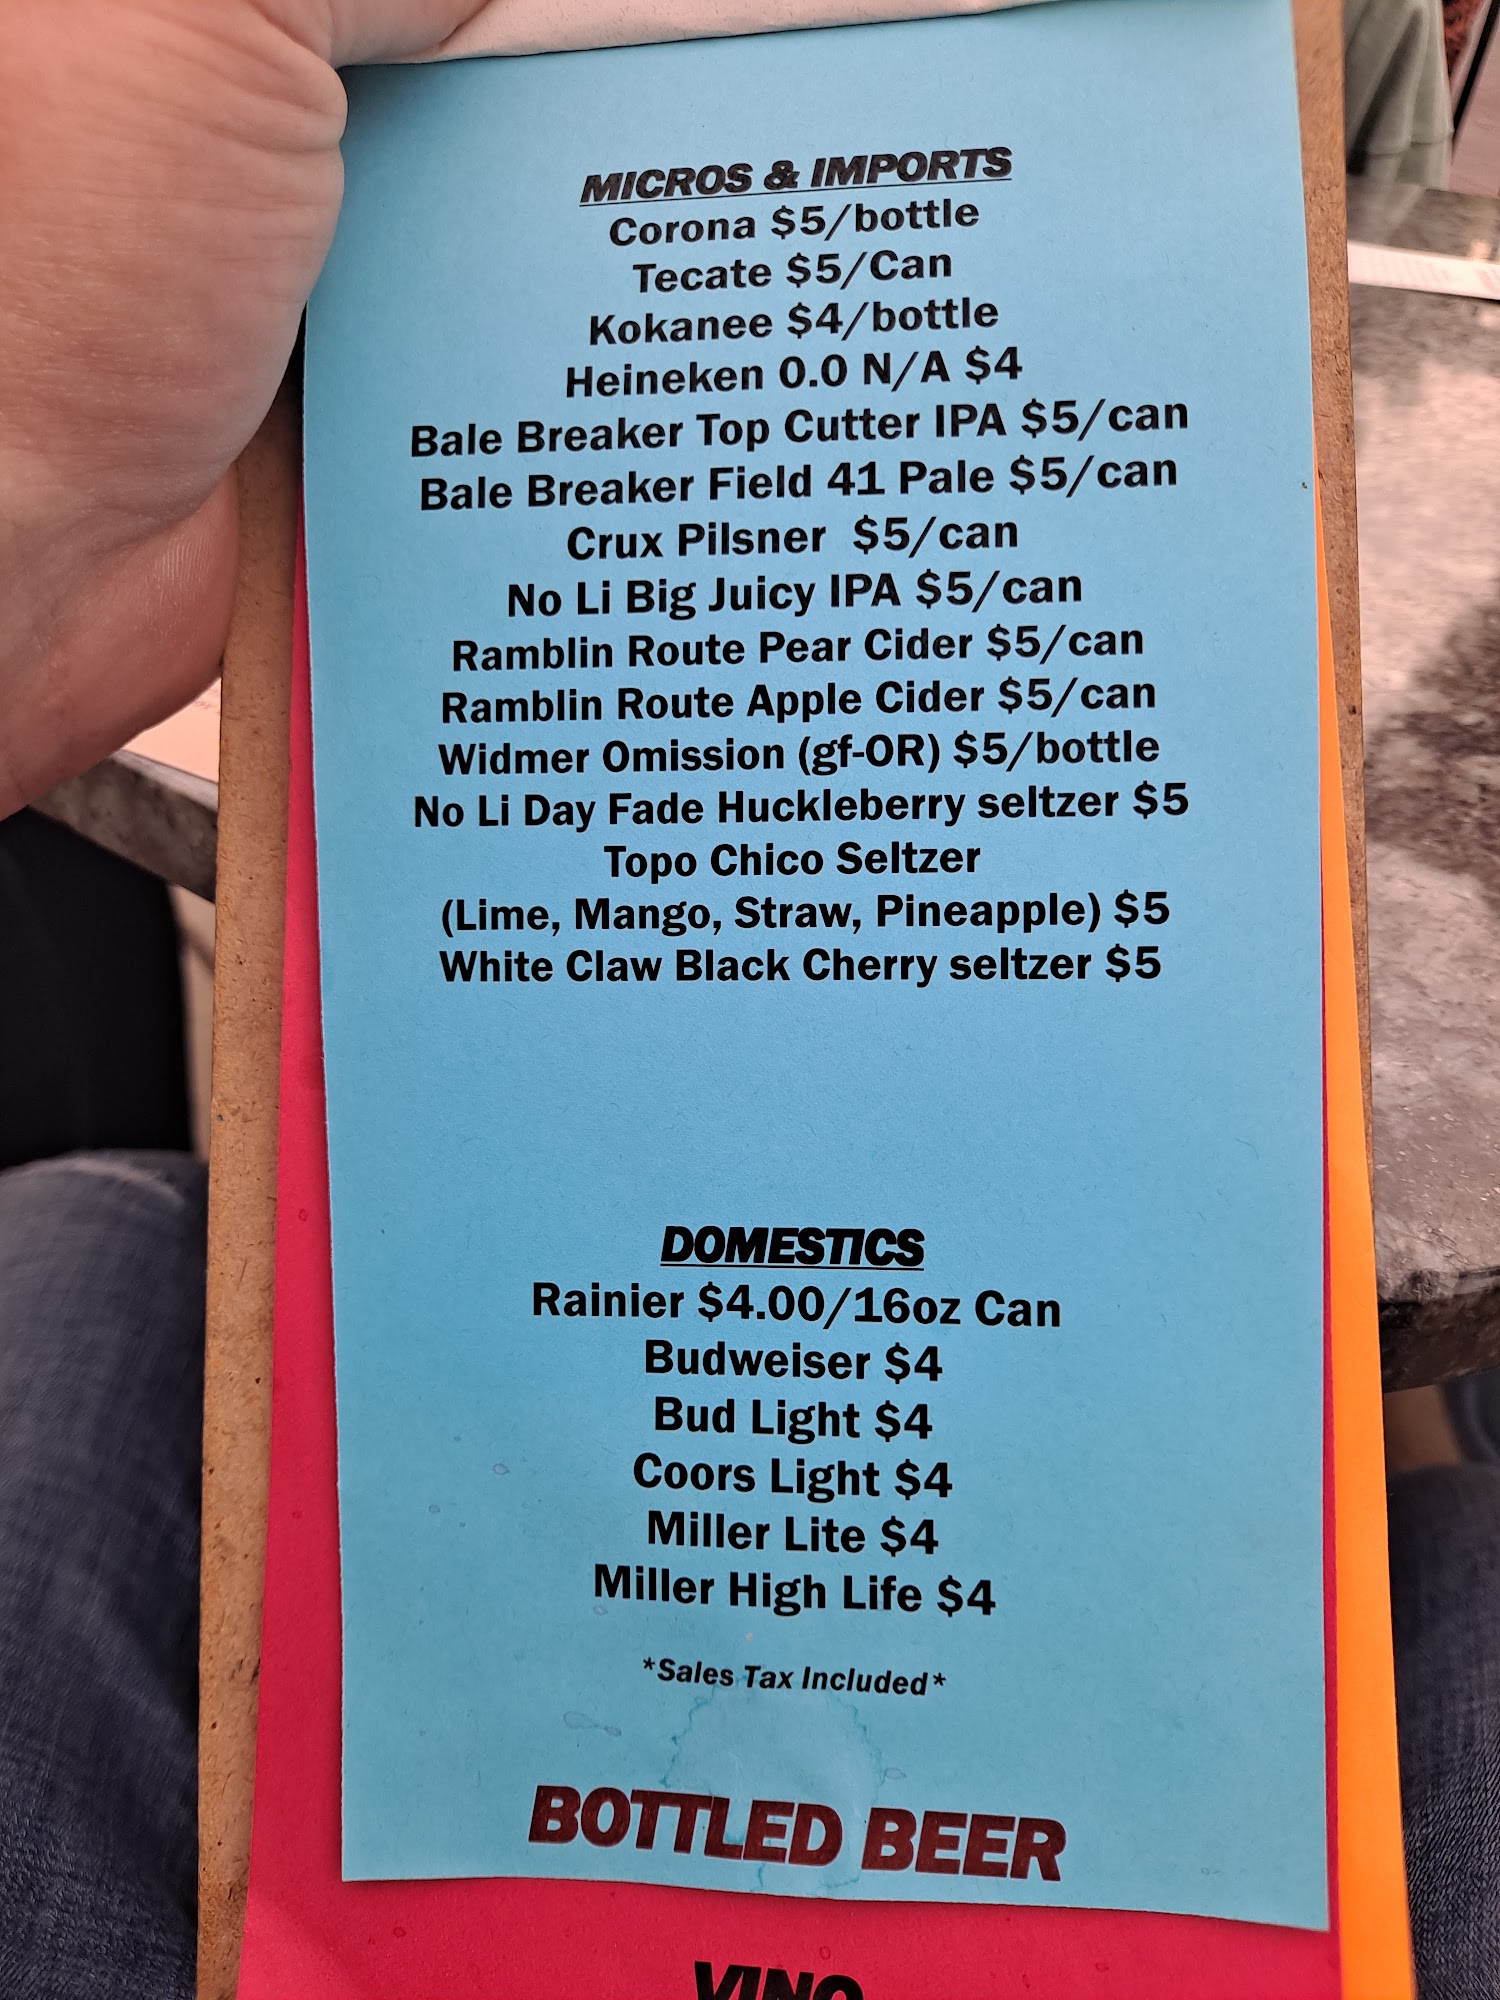 MICROS & IMPORTS
Corona $5/bottle
Tecate $5/Can
Kokanee $4/bottle
Heineken 0.0 N/A $4
Bale Breaker Top Cutter IPA $5/can
Bale Breaker Field 41 Pale $5/can
Crux Pilsner $5/can
No Li Big Juicy IPA $5/can
Ramblin Route Pear Cider $5/can
Ramblin Route Apple Cider $5/can
Widmer Omission (gf-OR) $5/bottle
No Li Day Fade Huckleberry seltzer $5
Topo Chico Seltzer
(Lime, Mango, Straw, Pineapple) $5
White Claw Black Cherry seltzer $5
DOMESTICS
Rainier $4.00/16oz Can
Budweiser $4
Bud Light $4
Coors Light $4
Miller Lite $4
Miller High Life $4
*Sales Tax Included*
BOTTLED BEER
VINO